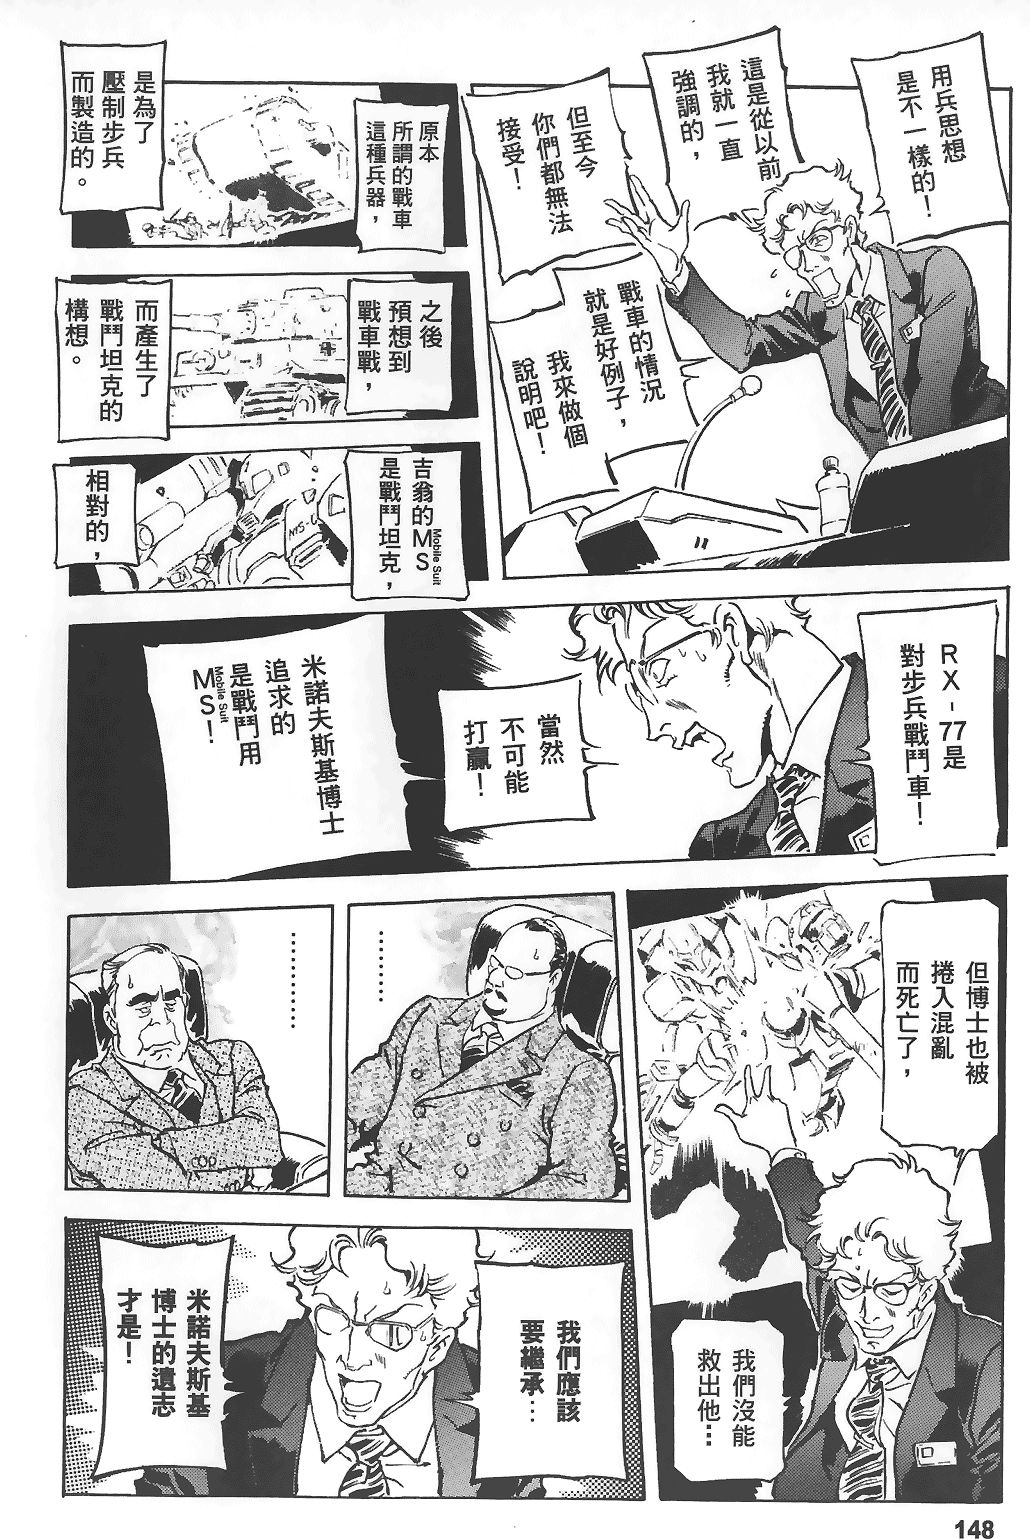 用兵思想
是不一樣的！
這是從以前
我就一直
強調的，
但至今
你們都無法
接受！
戰車的情況
就是好例子，
我來做個
說明吧！
原本
所謂的戰車
這種兵器，
是為了
壓制步兵
而製造的。
之後
預想到
戰車戰，
而產生了
戰鬥坦克的
構想。
吉翁的MS
Mobile Suit
是戰鬥坦克，
相對的，
RX-77是
對步兵戰鬥車！
當然
不可能
打贏！
米諾夫斯基博士
追求的
是戰鬥用
Mobile Suit
MS！
但博士也被
捲入混亂
而死亡了，
我們沒能
救出他…
…………
…………
我們應該
要繼承…
米諾夫斯基
博士的遺志
才是！
148